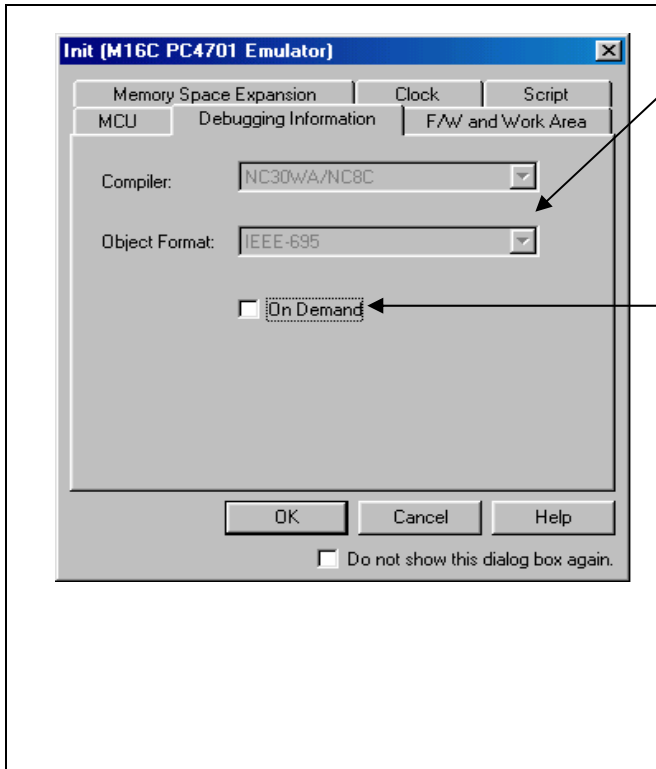 Init (M16C PC4701 Emulator)
Memory Space Expansion Clock Script
MCU Debugging Information F/W and Work Area
Compiler: NC30WA/NC8C
Object Format: IEEE-695
On Demand
OK Cancel Help
Do not show this dialog box again.